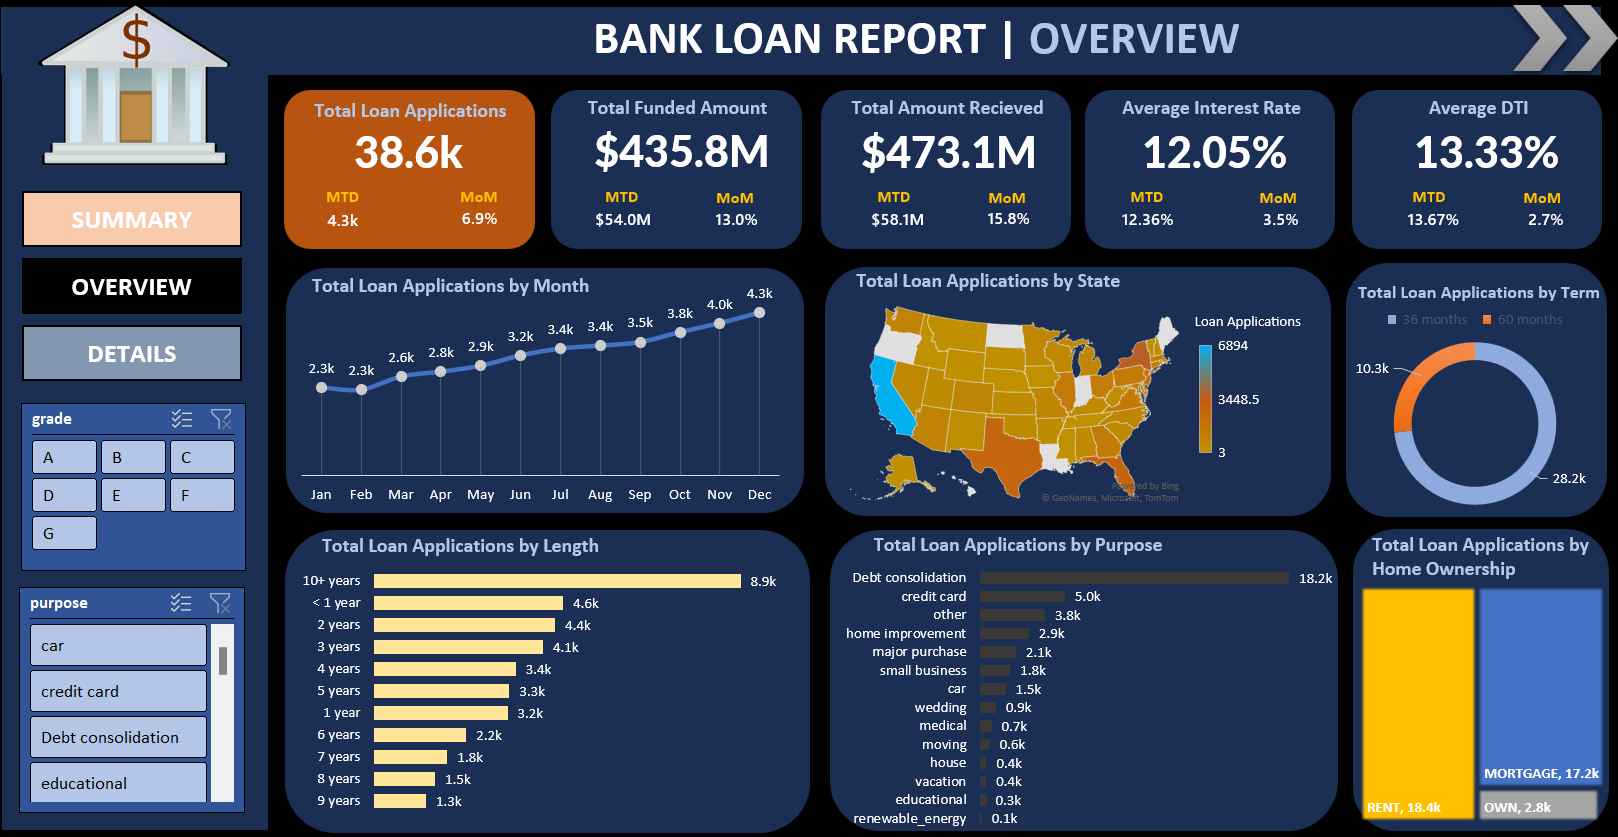 $
BANK LOAN REPORT | OVERVIEW
SUMMARY
OVERVIEW
DETAILS
grade
A
B
C
D
E
F
G
purpose
car
credit card
Debt consolidation
educational
Total Loan Applications
38.6k
MTD
MoM
4.3k
6.9%
Total Funded Amount
$435.8M
MTD
MoM
$54.0M
13.0%
Total Amount Recieved
$473.1M
MTD
MoM
$58.1M
15.8%
Average Interest Rate
12.05%
MTD
MoM
12.36%
3.5%
Average DTI
13.33%
MTD
MoM
13.67%
2.7%
Total Loan Applications by Month
2.3k
2.3k
2.6k
2.8k
2.9k
3.2k
3.4k
3.4k
3.5k
3.8k
4.0k
4.3k
Jan
Feb
Mar
Apr
May
Jun
Jul
Aug
Sep
Oct
Nov
Dec
Total Loan Applications by State
Loan Applications
6894
3448.5
3
Powered by Bing
© GeoNames, Microsoft, TomTom
Total Loan Applications by Term
36 months
60 months
10.3k
28.2k
Total Loan Applications by Length
10+ years 8.9k
< 1 year 4.6k
2 years 4.4k
3 years 4.1k
4 years 3.4k
5 years 3.3k
1 year 3.2k
6 years 2.2k
7 years 1.8k
8 years 1.5k
9 years 1.3k
Total Loan Applications by Purpose
Debt consolidation 18.2k
credit card 5.0k
other 3.8k
home improvement 2.9k
major purchase 2.1k
small business 1.8k
car 1.5k
wedding 0.9k
medical 0.7k
moving 0.6k
house 0.4k
vacation 0.4k
educational 0.3k
renewable_energy 0.1k
Total Loan Applications by
Home Ownership
RENT, 18.4k
MORTGAGE, 17.2k
OWN, 2.8k